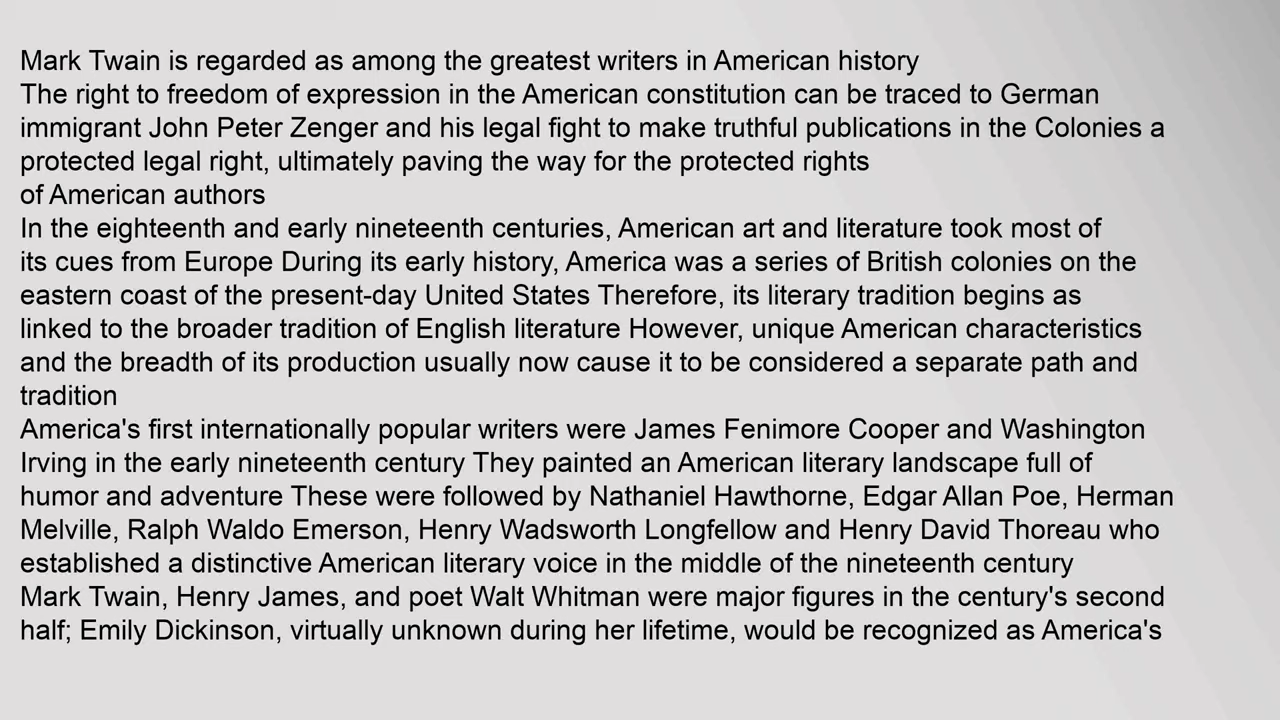 Mark Twain is regarded as among the greatest writers in American history
The right to freedom of expression in the American constitution can be traced to German
immigrant John Peter Zenger and his legal fight to make truthful publications in the Colonies a
protected legal right, ultimately paving the way for the protected rights
of American authors
In the eighteenth and early nineteenth centuries, American art and literature took most of
its cues from Europe During its early history, America was a series of British colonies on the
eastern coast of the present-day United States Therefore, its literary tradition begins as
linked to the broader tradition of English literature However, unique American characteristics
and the breadth of its production usually now cause it to be considered a separate path and
tradition
America's first internationally popular writers were James Fenimore Cooper and Washington
Irving in the early nineteenth century They painted an American literary landscape full of
humor and adventure These were followed by Nathaniel Hawthorne, Edgar Allan Poe, Herman
Melville, Ralph Waldo Emerson, Henry Wadsworth Longfellow and Henry David Thoreau who
established a distinctive American literary voice in the middle of the nineteenth century
Mark Twain, Henry James, and poet Walt Whitman were major figures in the century's second
half; Emily Dickinson, virtually unknown during her lifetime, would be recognized as America's